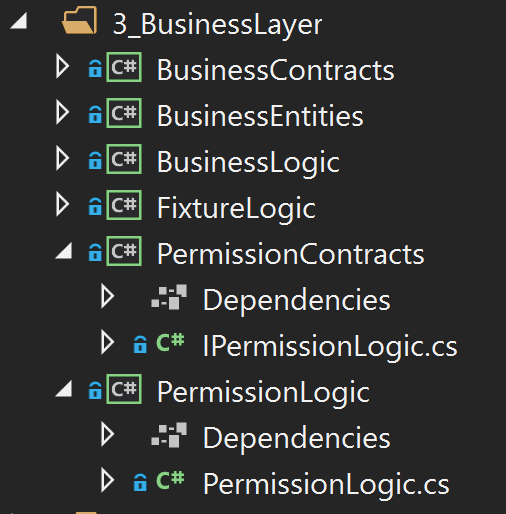 3_BusinessLayer
C# BusinessContracts
C# BusinessEntities
C# BusinessLogic
C# FixtureLogic
C# PermissionContracts
Dependencies
C# IPermissionLogic.cs
C# PermissionLogic
Dependencies
C# PermissionLogic.cs